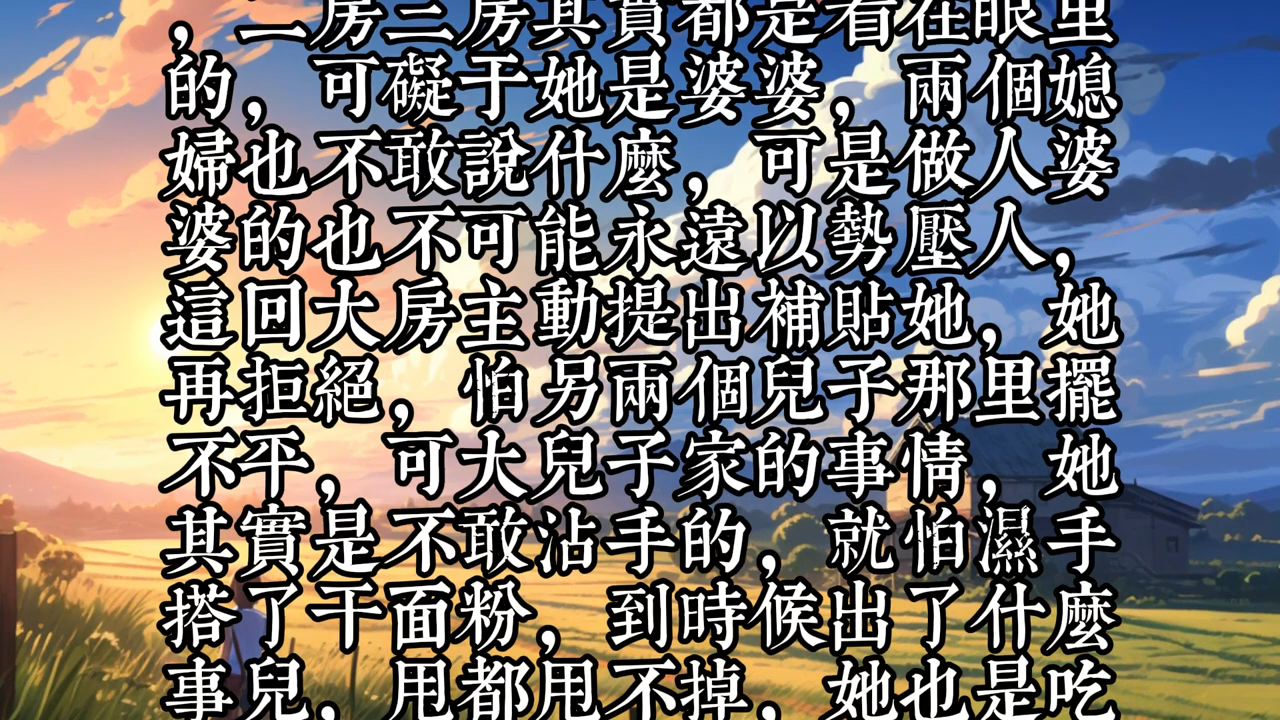 ，二房三房其實都是看在眼里
的，可礙于她是婆婆，兩個媳
婦也不敢說什麼，可是做人婆
婆的也不可能永遠以勢壓人，
這回大房主動提出補貼她，她
再拒絕，怕另兩個兒子那里擺
不平，可大兒子家的事情，她
其實是不敢沾手的，就怕濕手
搭了干面粉，到時候出了什麼
事兒，甩都甩不掉，她也是吃